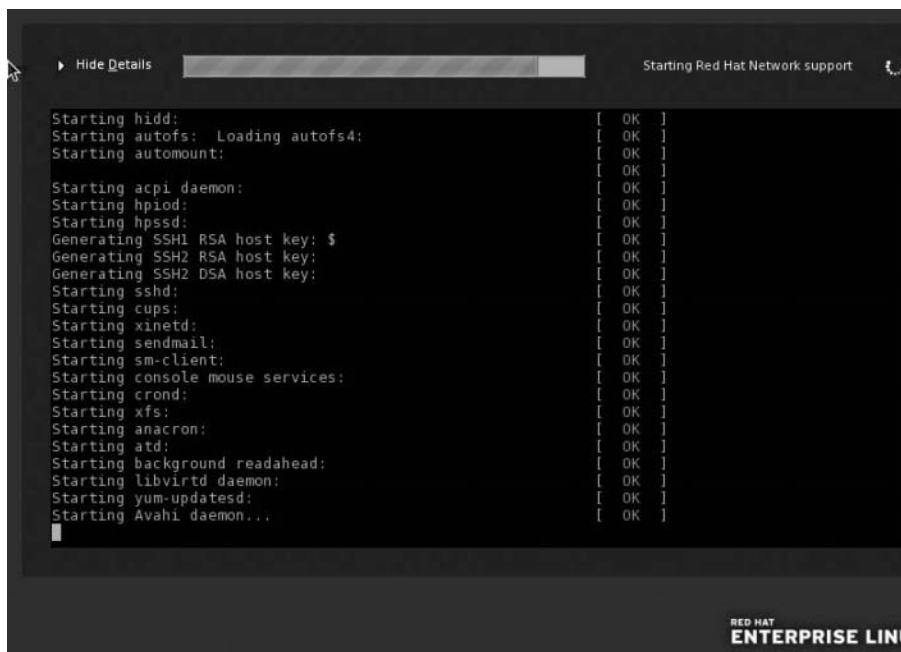 Hide Details
Starting Red Hat Network support
Starting hidd: [ OK ]
Starting autofs: Loading autofs4: [ OK ]
Starting automount: [ OK ]
[ OK ]
Starting acpi daemon: [ OK ]
Starting hpiod: [ OK ]
Starting hpssd: [ OK ]
Generating SSH1 RSA host key: $ [ OK ]
Generating SSH2 RSA host key: [ OK ]
Generating SSH2 DSA host key: [ OK ]
Starting sshd: [ OK ]
Starting cups: [ OK ]
Starting xinetd: [ OK ]
Starting sendmail: [ OK ]
Starting sm-client: [ OK ]
Starting console mouse services: [ OK ]
Starting crond: [ OK ]
Starting xfs: [ OK ]
Starting anacron: [ OK ]
Starting atd: [ OK ]
Starting background readahead: [ OK ]
Starting libvirtd daemon: [ OK ]
Starting yum-updatesd: [ OK ]
Starting Avahi daemon... [ OK ]
RED HAT
ENTERPRISE LINU